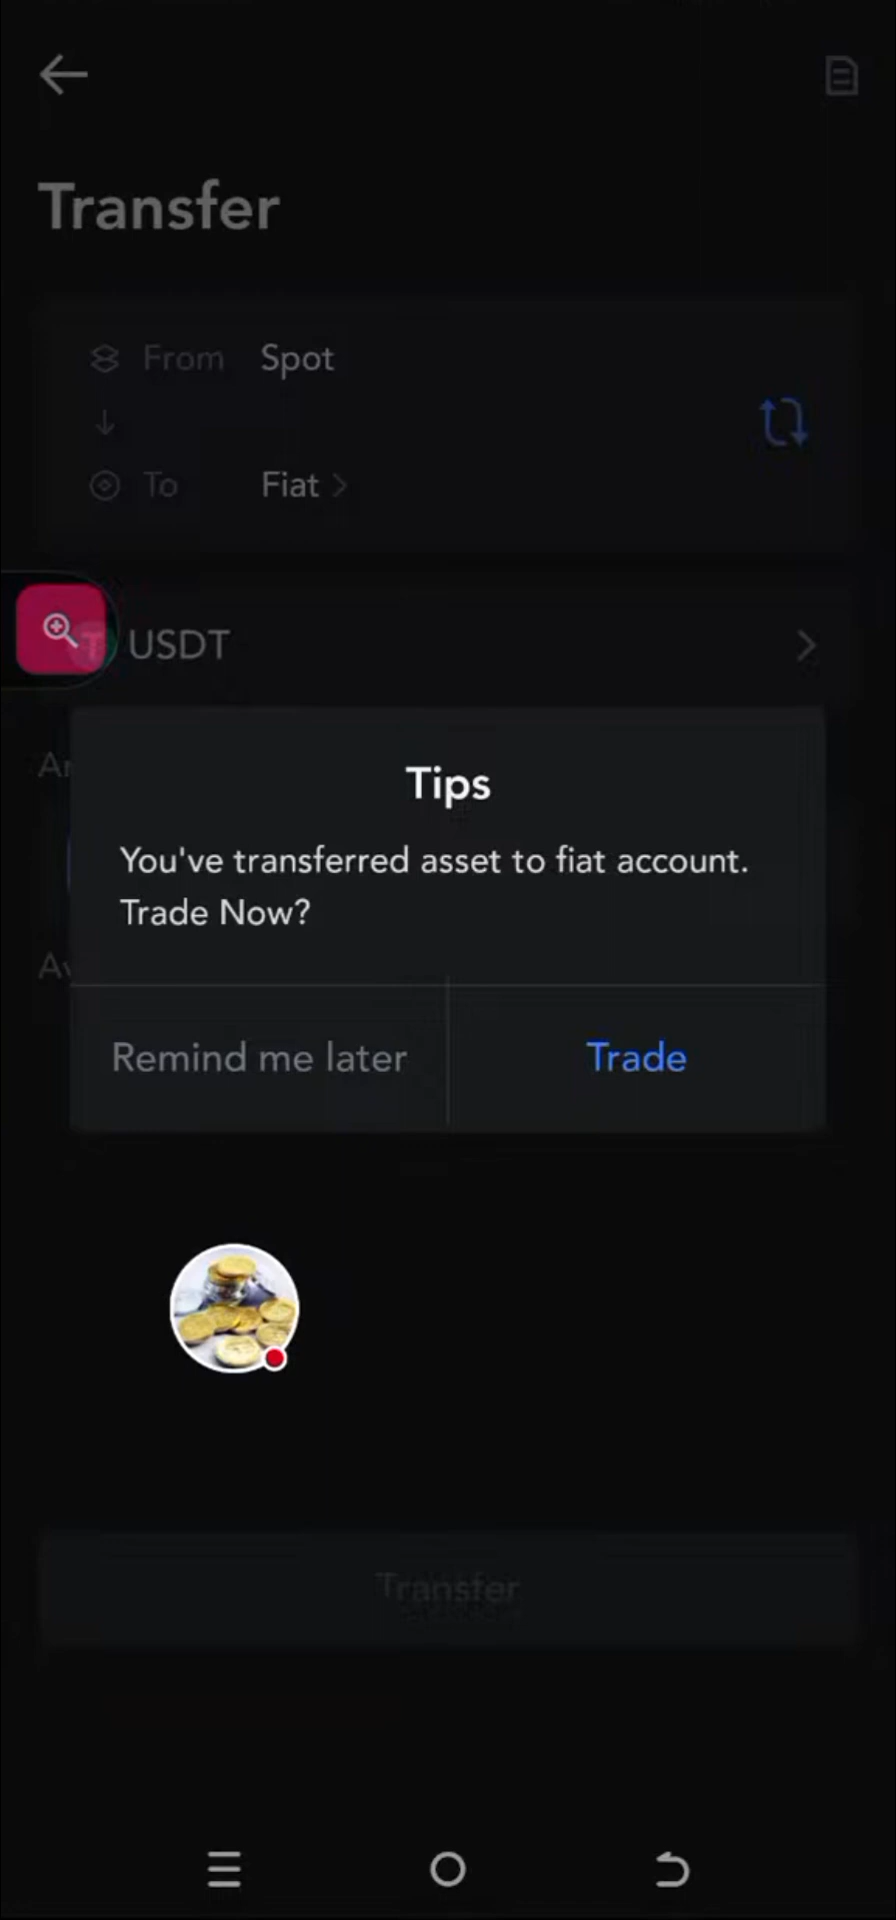 Transfer
From Spot
To Fiat
USDT
Tips
You've transferred asset to fiat account.
Trade Now?
Remind me later
Trade
Transfer